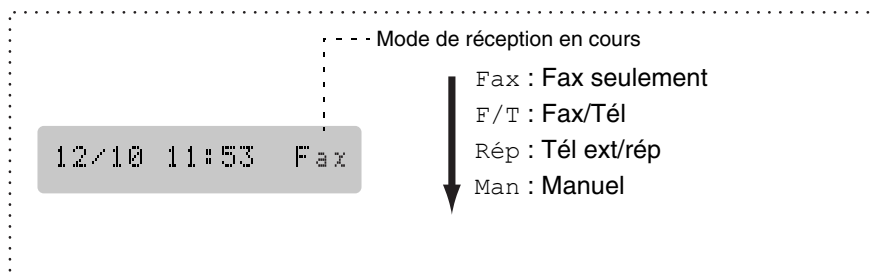 Mode de réception en cours
Fax : Fax seulement
F/T : Fax/Tél
12/10 11:53 Fax
Rép : Tél ext/rép
Man : Manuel